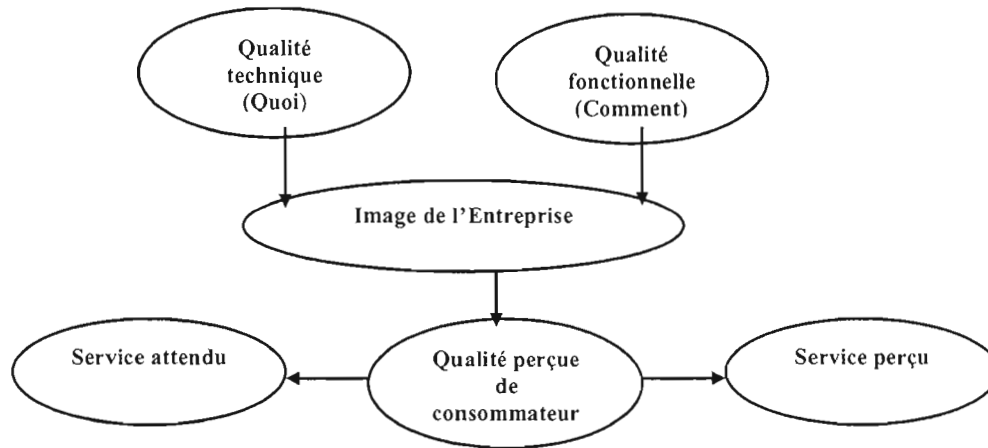 Qualité
technique
(Quoi)
Qualité
fonctionnelle
(Comment)
Image de l'Entreprise
Service attendu
Qualité perçue
de
consommateur
Service perçu